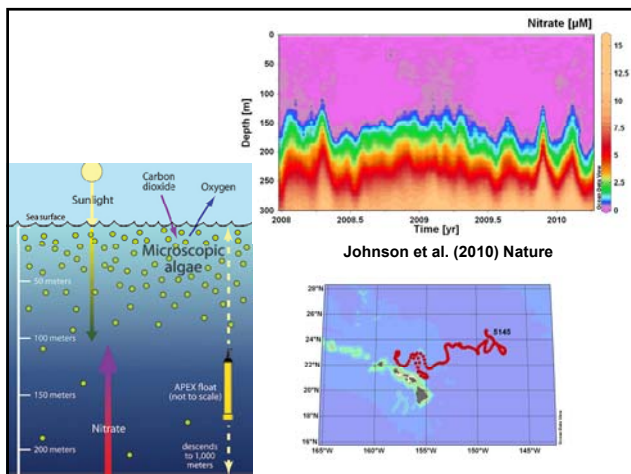 Nitrate [µM]
0
50
100
150
200
250
300
Depth [m]
2008
2008.5
2009
2009.5
2010
Time [yr]
15
12.5
10
7.5
5
2.5
0
Ocean Data View
Johnson et al. (2010) Nature
Sunlight
Carbon
dioxide
Oxygen
Sea surface
Microscopic
algae
50 meters
100 meters
150 meters
200 meters
Nitrate
APEX float
(not to scale)
descends
to 1,000
meters
28°N
26°N
24°N
22°N
20°N
18°N
16°N
5145
165°W
160°W
155°W
150°W
145°W
Ocean Data View